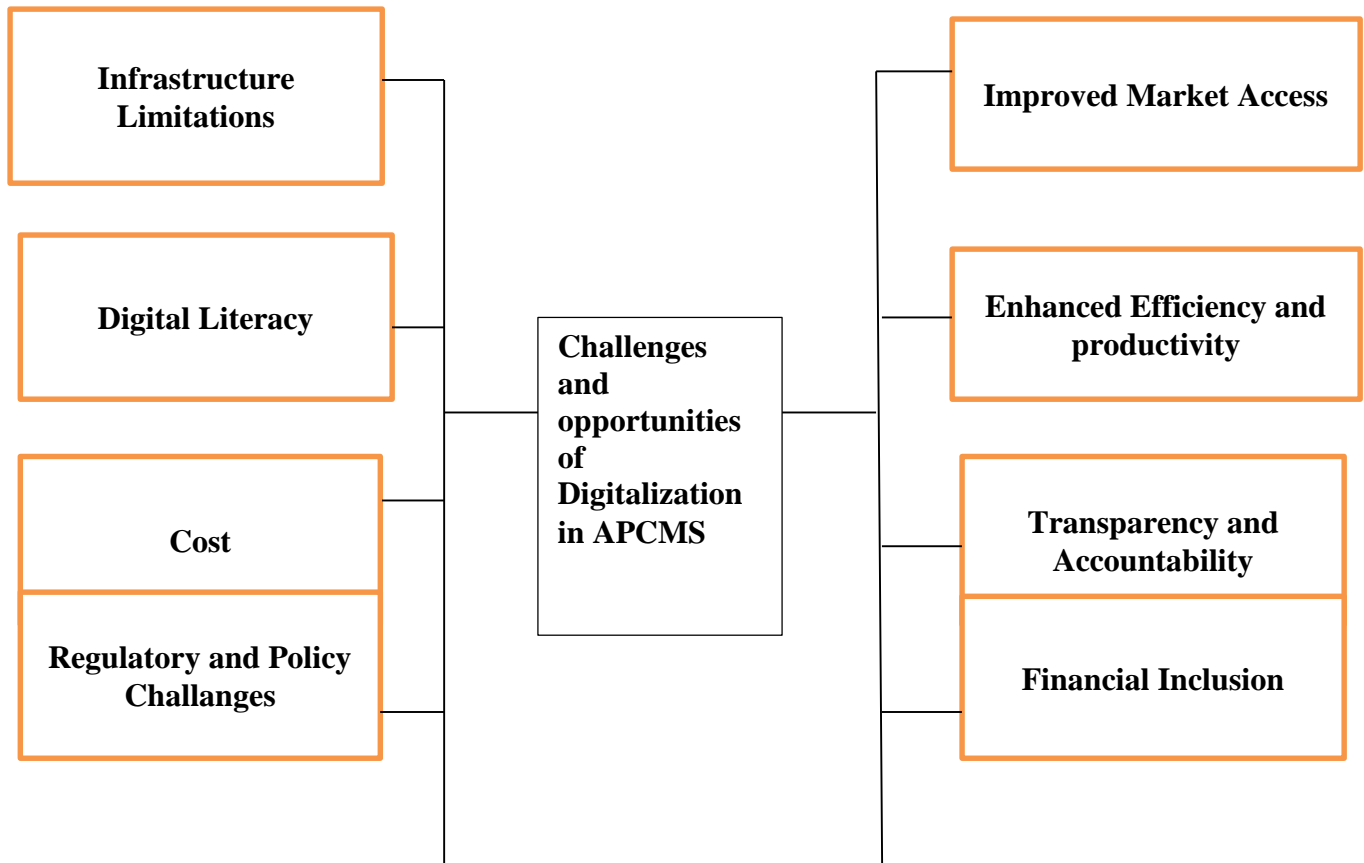 Infrastructure
Limitations
Digital Literacy
Cost
Regulatory and Policy
Challanges
Challenges
and
opportunities
of
Digitalization
in APCMS
Improved Market Access
Enhanced Efficiency and
productivity
Transparency and
Accountability
Financial Inclusion